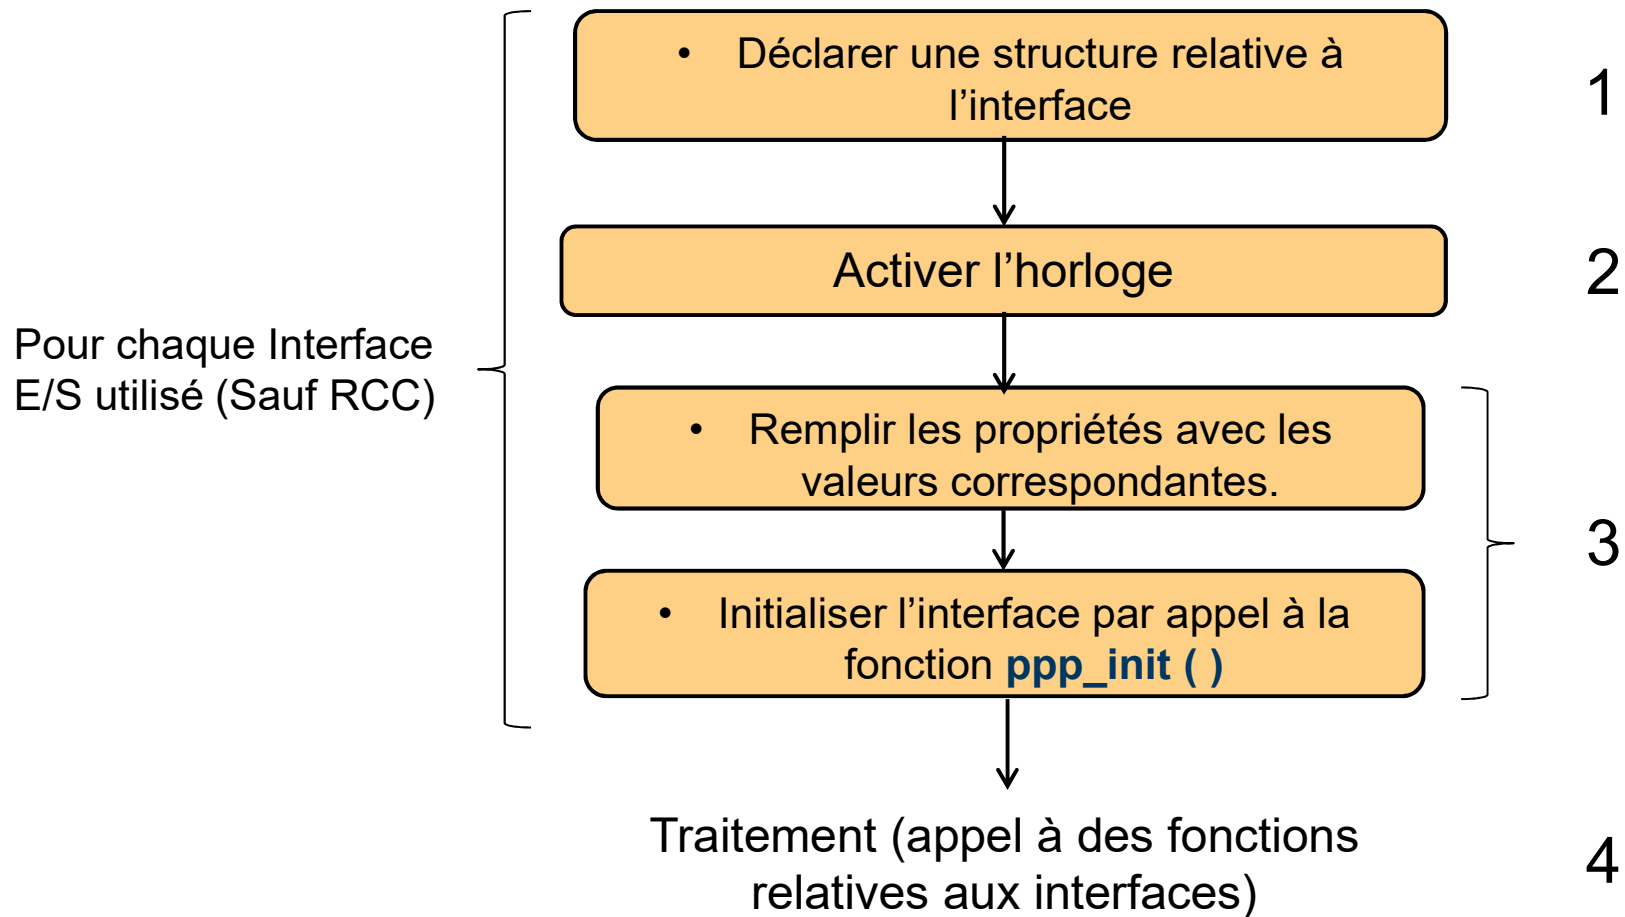 • Déclarer une structure relative à
l’interface
1
Activer l’horloge
2
Pour chaque Interface
E/S utilisé (Sauf RCC)
• Remplir les propriétés avec les
valeurs correspondantes.
3
• Initialiser l’interface par appel à la
fonction ppp_init ( )
Traitement (appel à des fonctions
relatives aux interfaces)
4